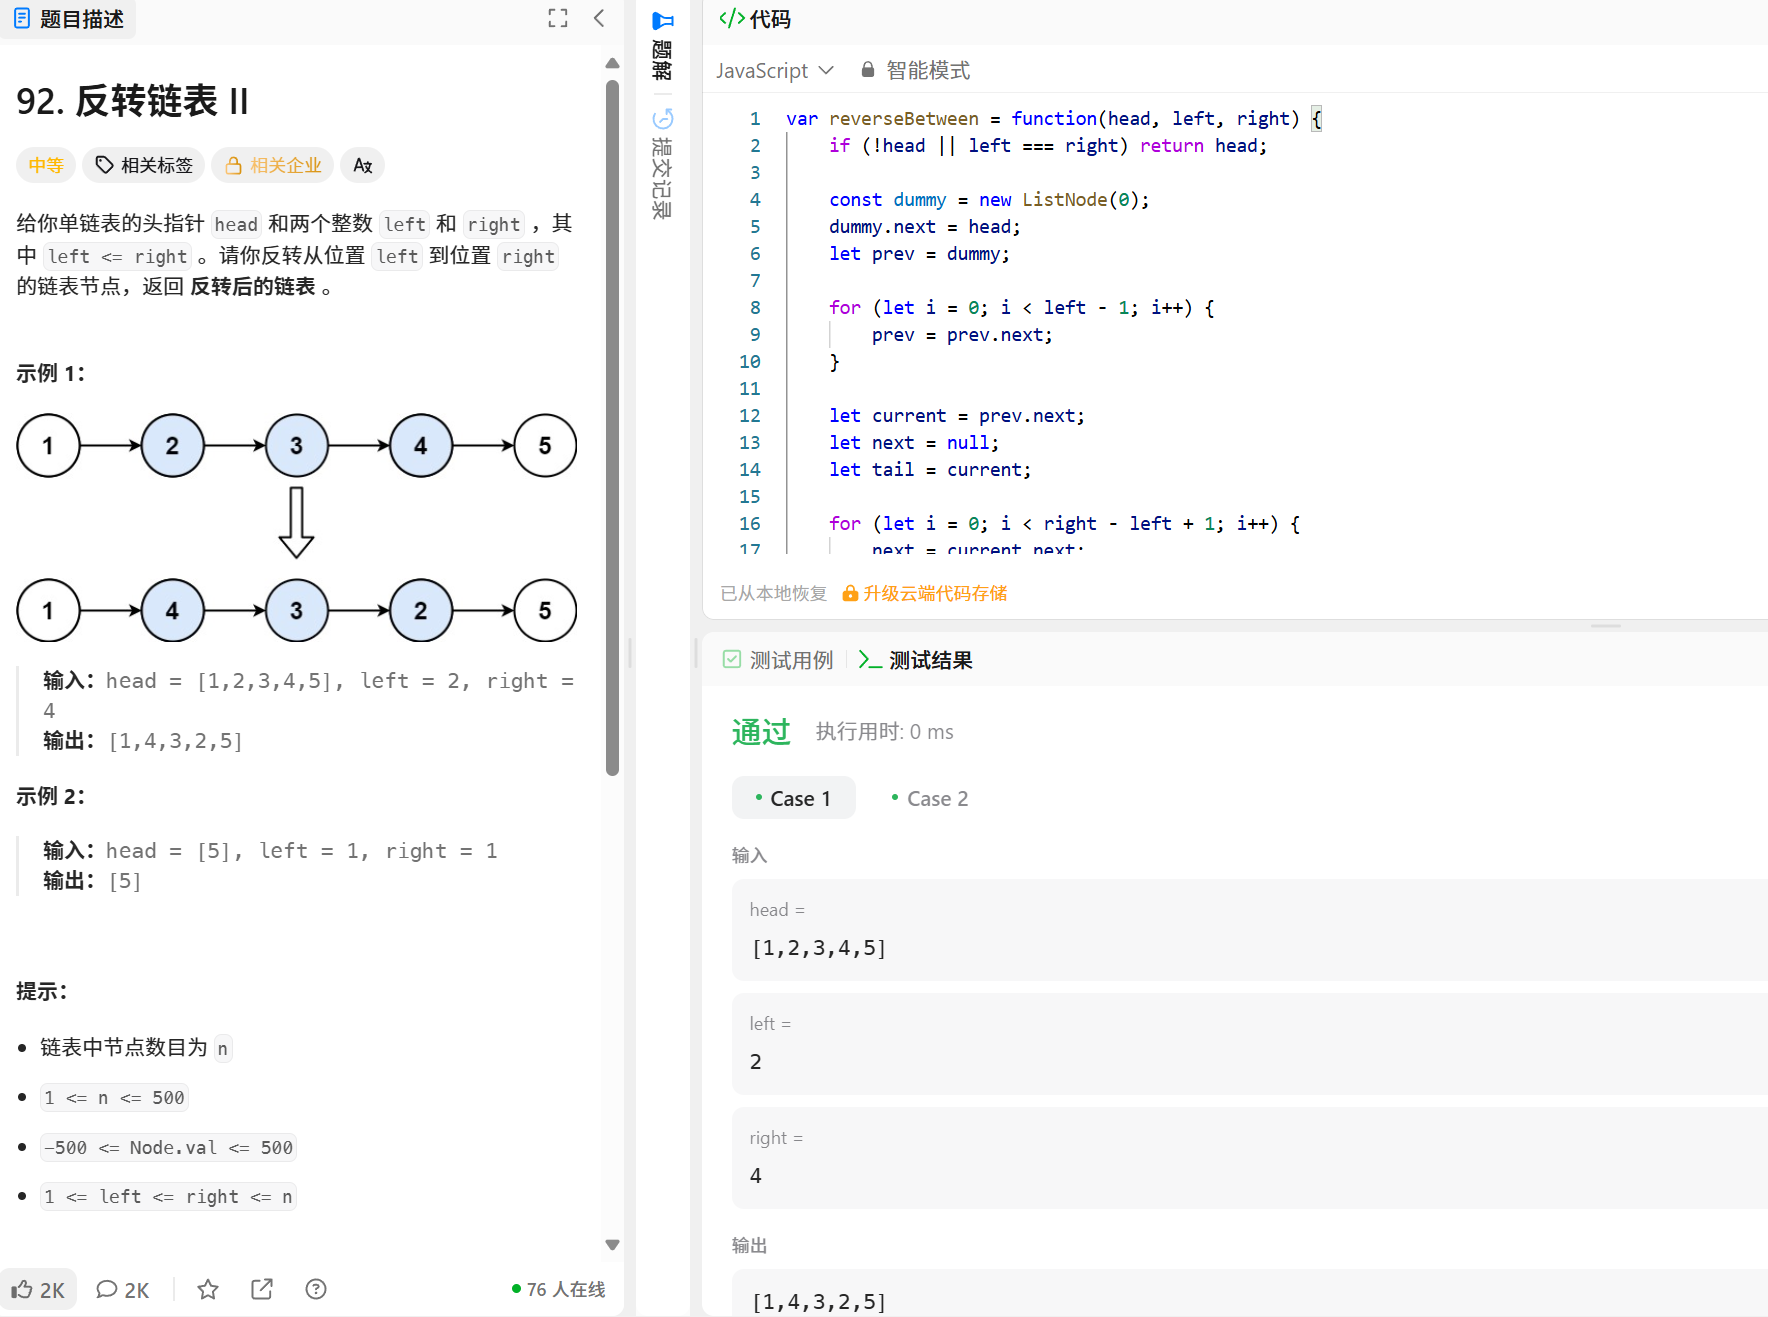 题目描述
92. 反转链表 II
中等
相关标签
相关企业
给你单链表的头指针 head 和两个整数 left 和 right ，其
中 left <= right 。请你反转从位置 left 到位置 right
的链表节点，返回 反转后的链表 。
示例 1：
1 2 3 4 5
1 4 3 2 5
输入：head = [1,2,3,4,5], left = 2, right =
4
输出：[1,4,3,2,5]
示例 2：
输入：head = [5], left = 1, right = 1
输出：[5]
提示：
链表中节点数目为 n
1 <= n <= 500
-500 <= Node.val <= 500
1 <= left <= right <= n
2K
2K
76 人在线
题解
提交记录
</> 代码
JavaScript
智能模式
1 var reverseBetween = function(head, left, right) {
2 if (!head || left === right) return head;
3
4 const dummy = new ListNode(0);
5 dummy.next = head;
6 let prev = dummy;
7
8 for (let i = 0; i < left - 1; i++) {
9 prev = prev.next;
10 }
11
12 let current = prev.next;
13 let next = null;
14 let tail = current;
15
16 for (let i = 0; i < right - left + 1; i++) {
17 next = current.next;
已从本地恢复
升级云端代码存储
测试用例
测试结果
通过
执行用时: 0 ms
Case 1
Case 2
输入
head =
[1,2,3,4,5]
left =
2
right =
4
输出
[1,4,3,2,5]